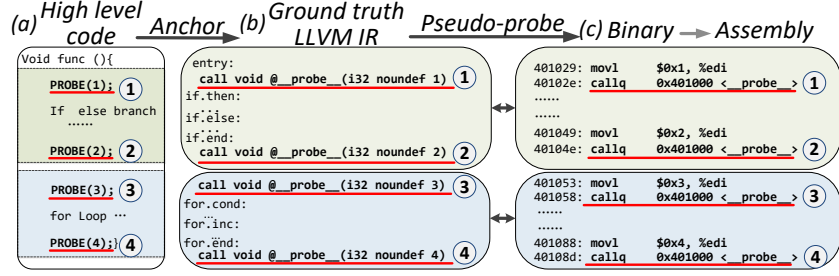 (a) High level code
Anchor
(b) Ground truth LLVM IR
Pseudo-probe
(c) Binary
Assembly
Void func (){
PROBE(1); 1
If else branch
……
PROBE(2); 2
PROBE(3); 3
for Loop …
PROBE(4);} 4
entry:
call void @__probe__(i32 noundef 1) 1
if.then:
…
if.else:
…
if.end:
call void @__probe__(i32 noundef 2) 2
call void @__probe__(i32 noundef 3) 3
for.cond:
…
for.inc:
…
for.end:
call void @__probe__(i32 noundef 4) 4
401029: movl $0x1, %edi
40102e: callq 0x401000 <__probe__> 1
……
……
401049: movl $0x2, %edi
40104e: callq 0x401000 <__probe__> 2
401053: movl $0x3, %edi
401058: callq 0x401000 <__probe__> 3
……
……
401088: movl $0x4, %edi
40108d: callq 0x401000 <__probe__> 4